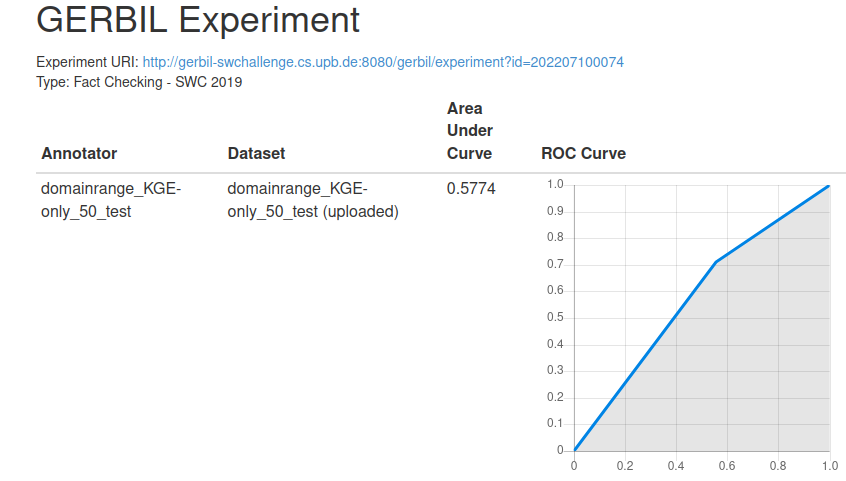 GERBIL Experiment
Experiment URI: http://gerbil-swchallenge.cs.upb.de:8080/gerbil/experiment?id=202207100074
Type: Fact Checking - SWC 2019
Annotator
Dataset
Area
Under
Curve
ROC Curve
domainrange_KGE-
only_50_test
domainrange_KGE-
only_50_test (uploaded)
0.5774
1.0
0.9
0.8
0.7
0.6
0.5
0.4
0.3
0.2
0.1
0
0 0.2 0.4 0.6 0.8 1.0